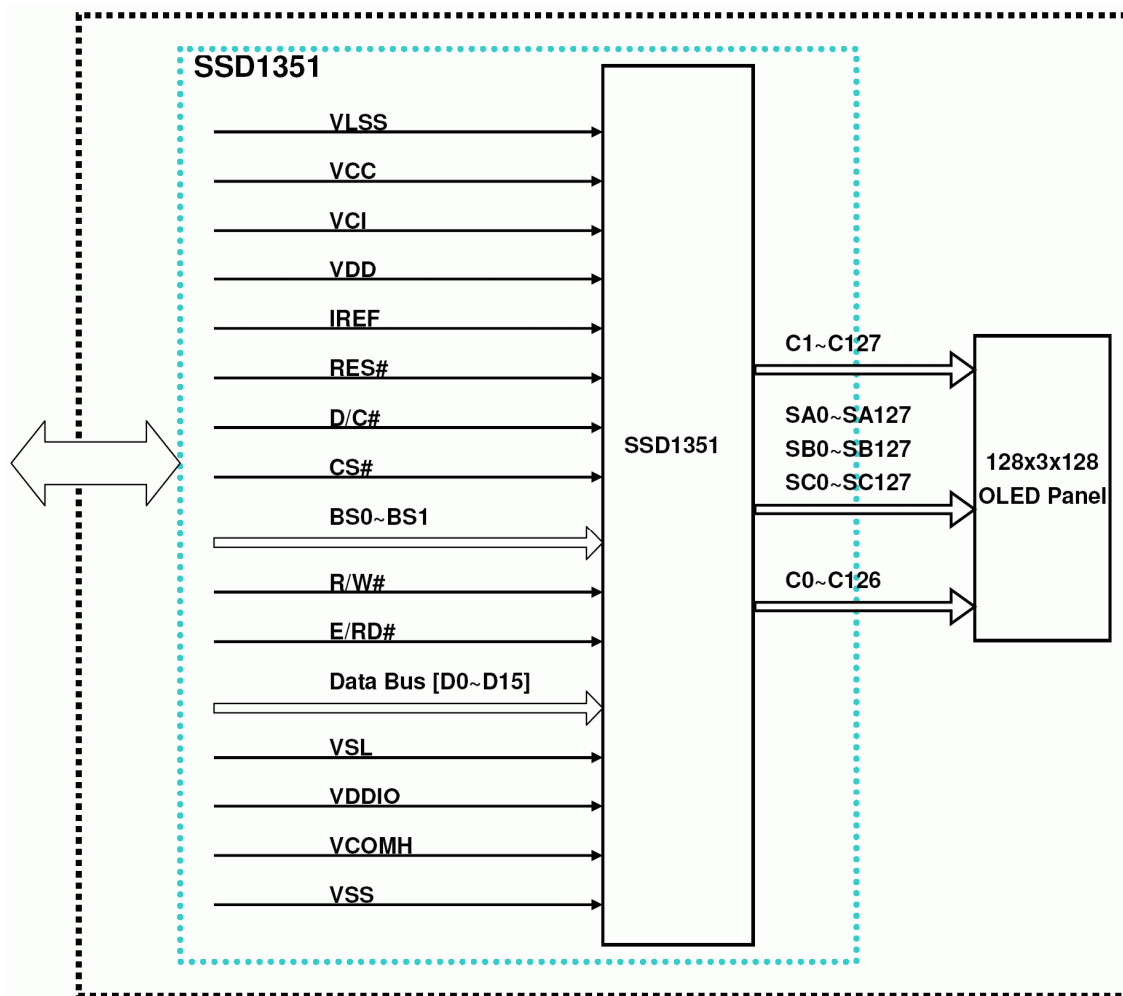 SSD1351
VLSS
VCC
VCI
VDD
IREF
RES#
D/C#
CS#
BS0~BS1
R/W#
E/RD#
Data Bus [D0~D15]
VSL
VDDIO
VCOMH
VSS
SSD1351
C1~C127
SA0~SA127
SB0~SB127
SC0~SC127
C0~C126
128x3x128
OLED Panel